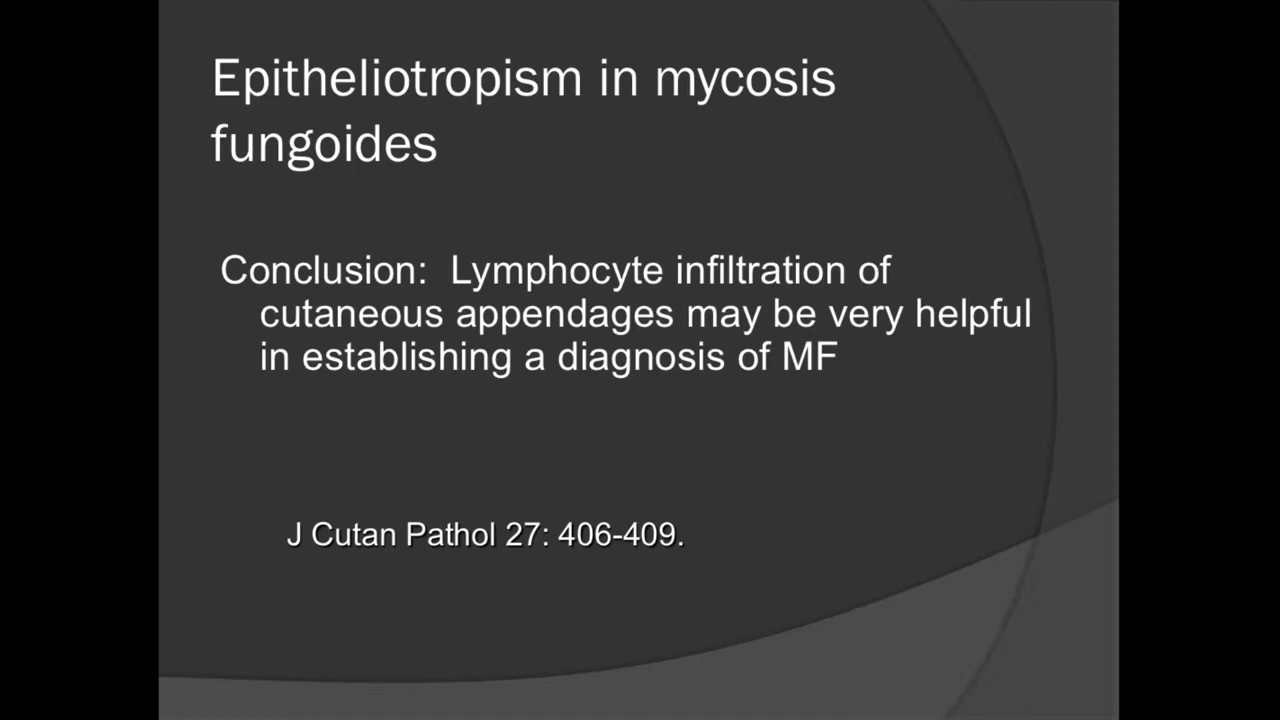 Epitheliotropism in mycosis
fungoides
Conclusion:  Lymphocyte infiltration of
cutaneous appendages may be very helpful
in establishing a diagnosis of MF
J Cutan Pathol 27: 406-409.